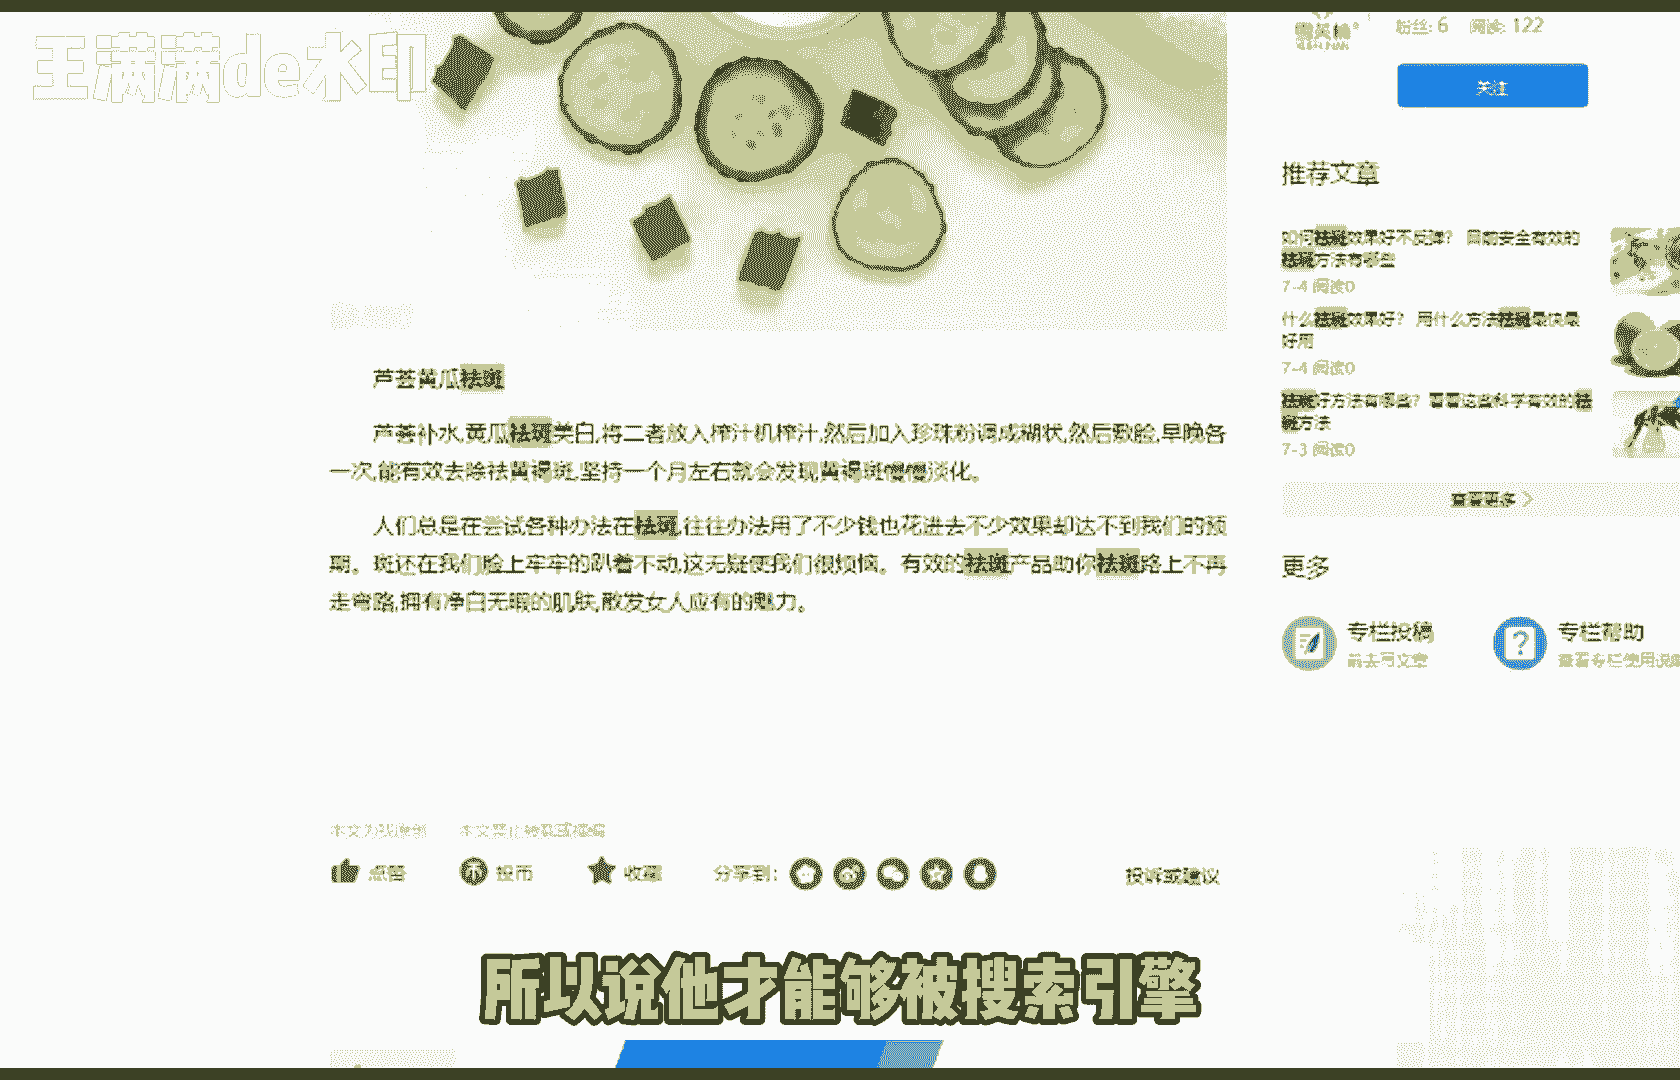 王满满de水印
粉丝: 6 阅读: 122
关注
推荐文章
如何祛斑效果好不反弹? 目前安全有效的
祛斑方法有哪些
7-4 阅读0
什么祛斑效果好? 用什么方法祛斑最快最
好用
7-4 阅读0
祛斑好方法有哪些? 看看这些科学有效的祛
斑方法
7-3 阅读0
查看更多
更多
专栏投稿
前去写文章
专栏帮助
查看专栏使用说明
芦荟黄瓜祛斑
芦荟补水,黄瓜祛斑美白,将二者放入榨汁机榨汁,然后加入珍珠粉调成糊状,然后敷脸,早晚各
一次,能有效去除祛黄褐斑,坚持一个月左右就会发现黄褐斑慢慢淡化。
人们总是在尝试各种办法在祛斑,往往办法用了不少钱也花进去不少效果却达不到我们的预
期。斑还在我们脸上牢牢的趴着不动,这无疑使我们很烦恼。有效的祛斑产品助你祛斑路上不再
走弯路,拥有净白无暇的肌肤,散发女人应有的魅力。
本文为我原创 本文禁止转载或摘编
点赞 投币 收藏 分享到: 投诉或建议
所以说他才能够被搜索引擎